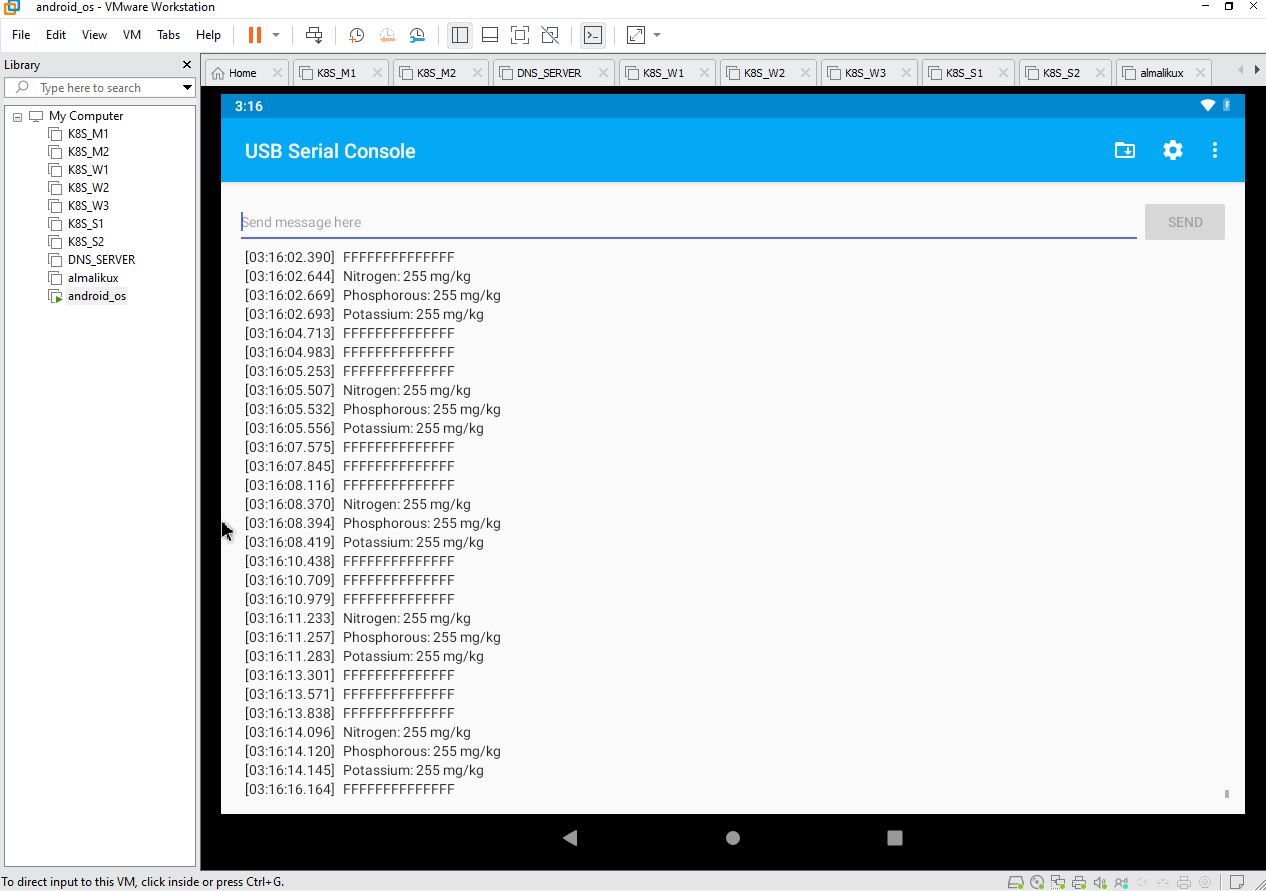 android_os - VMware Workstation
File Edit View VM Tabs Help
Library
Type here to search
My Computer
K8S_M1
K8S_M2
K8S_W1
K8S_W2
K8S_W3
K8S_S1
K8S_S2
DNS_SERVER
almalikux
android_os
Home K8S_M1 K8S_M2 DNS_SERVER K8S_W1 K8S_W2 K8S_W3 K8S_S1 K8S_S2 almalikux
3:16
USB Serial Console
Send message here SEND
[03:16:02.390] FFFFFFFFFFFFFF
[03:16:02.644] Nitrogen: 255 mg/kg
[03:16:02.669] Phosphorous: 255 mg/kg
[03:16:02.693] Potassium: 255 mg/kg
[03:16:04.713] FFFFFFFFFFFFFF
[03:16:04.983] FFFFFFFFFFFFFF
[03:16:05.253] FFFFFFFFFFFFFF
[03:16:05.507] Nitrogen: 255 mg/kg
[03:16:05.532] Phosphorous: 255 mg/kg
[03:16:05.556] Potassium: 255 mg/kg
[03:16:07.575] FFFFFFFFFFFFFF
[03:16:07.845] FFFFFFFFFFFFFF
[03:16:08.116] FFFFFFFFFFFFFF
[03:16:08.370] Nitrogen: 255 mg/kg
[03:16:08.394] Phosphorous: 255 mg/kg
[03:16:08.419] Potassium: 255 mg/kg
[03:16:10.438] FFFFFFFFFFFFFF
[03:16:10.709] FFFFFFFFFFFFFF
[03:16:10.979] FFFFFFFFFFFFFF
[03:16:11.233] Nitrogen: 255 mg/kg
[03:16:11.257] Phosphorous: 255 mg/kg
[03:16:11.283] Potassium: 255 mg/kg
[03:16:13.301] FFFFFFFFFFFFFF
[03:16:13.571] FFFFFFFFFFFFFF
[03:16:13.838] FFFFFFFFFFFFFF
[03:16:14.096] Nitrogen: 255 mg/kg
[03:16:14.120] Phosphorous: 255 mg/kg
[03:16:14.145] Potassium: 255 mg/kg
[03:16:16.164] FFFFFFFFFFFFFF
To direct input to this VM, click inside or press Ctrl+G.